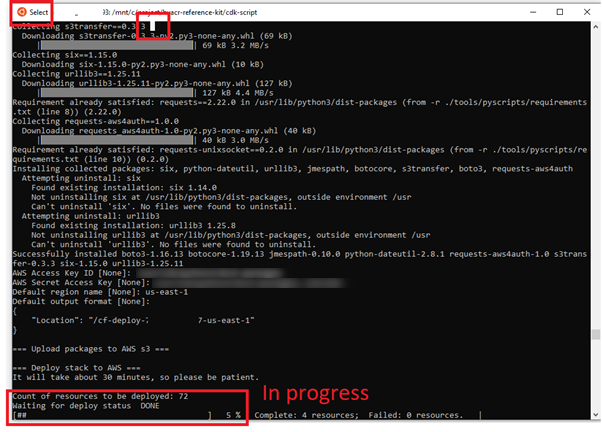 Select
03: /mnt/c/project/hvacr-reference-kit/cdk-script
Collecting s3transfer==0.3.3
Downloading s3transfer-0.3.3-py2.py3-none-any.whl (69 kB)
| 69 kB 3.2 MB/s
Collecting six==1.15.0
Downloading six-1.15.0-py2.py3-none-any.whl (10 kB)
Collecting urllib3==1.25.11
Downloading urllib3-1.25.11-py2.py3-none-any.whl (127 kB)
| 127 kB 4.4 MB/s
Requirement already satisfied: requests==2.22.0 in /usr/lib/python3/dist-packages (from -r ./tools/pyscripts/requirements
.txt (line 8)) (2.22.0)
Collecting requests-aws4auth==1.0.0
Downloading requests_aws4auth-1.0-py2.py3-none-any.whl (40 kB)
| 40 kB 3.0 MB/s
Requirement already satisfied: requests-unixsocket==0.2.0 in /usr/lib/python3/dist-packages (from -r ./tools/pyscripts/re
quirements.txt (line 10)) (0.2.0)
Installing collected packages: six, python-dateutil, urllib3, jmespath, botocore, s3transfer, boto3, requests-aws4auth
Attempting uninstall: six
Found existing installation: six 1.14.0
Not uninstalling six at /usr/lib/python3/dist-packages, outside environment /usr
Can't uninstall 'six'. No files were found to uninstall.
Attempting uninstall: urllib3
Found existing installation: urllib3 1.25.8
Not uninstalling urllib3 at /usr/lib/python3/dist-packages, outside environment /usr
Can't uninstall 'urllib3'. No files were found to uninstall.
Successfully installed boto3-1.16.13 botocore-1.19.13 jmespath-0.10.0 python-dateutil-2.8.1 requests-aws4auth-1.0 s3trans
fer-0.3.3 six-1.15.0 urllib3-1.25.11
AWS Access Key ID [None]:
AWS Secret Access Key [None]:
Default region name [None]: us-east-1
Default output format [None]:
{
"Location": "/cf-deploy-7 7-us-east-1"
}
=== Upload packages to AWS s3 ===
=== Deploy stack to AWS ===
It will take about 30 minutes, so please be patient.
Count of resources to be deployed: 72
Waiting for deploy status DONE
In progress
[## ] 5 % Complete: 4 resources; Failed: 0 resources. |